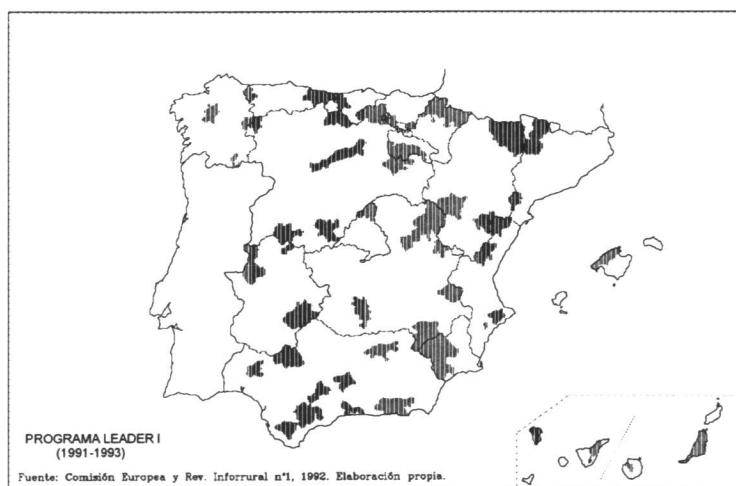 PROGRAMA LEADER I
(1991-1993)
Fuente: Comisión Europea y Rev. Inforrural nº1, 1992. Elaboración propia.